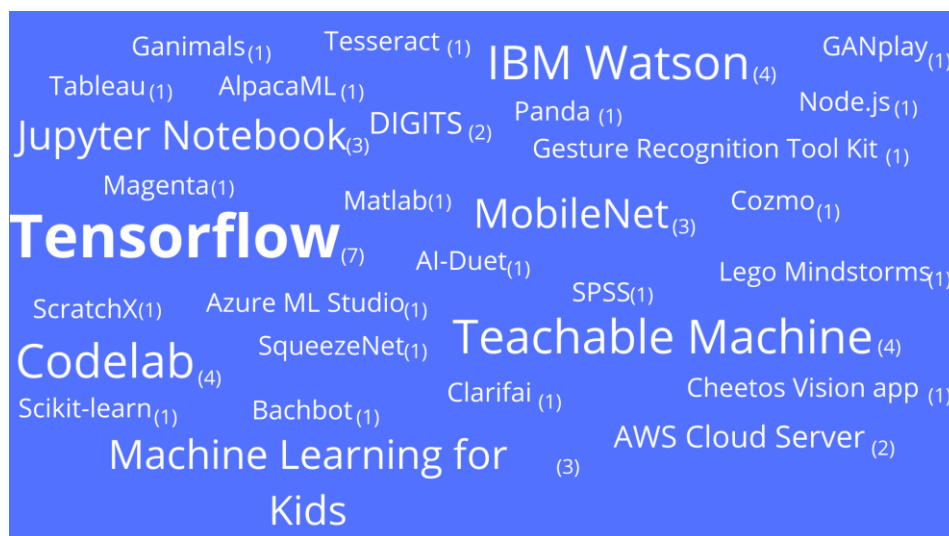 Ganimals (1)
Tesseract (1)
IBM Watson (4)
GANplay (1)
Tableau (1)
AlpacaML (1)
Panda (1)
Node.js (1)
Jupyter Notebook (3)
DIGITS (2)
Gesture Recognition Tool Kit (1)
Magenta (1)
Matlab (1)
MobileNet (3)
Cozmo (1)
Tensorflow (7)
AI-Duet (1)
Lego Mindstorms (1)
SPSS (1)
ScratchX (1)
Azure ML Studio (1)
Teachable Machine (4)
Codelab (4)
SqueezeNet (1)
Clarifai (1)
Cheetos Vision app (1)
Scikit-learn (1)
Bachbot (1)
AWS Cloud Server (2)
Machine Learning for (3)
Kids